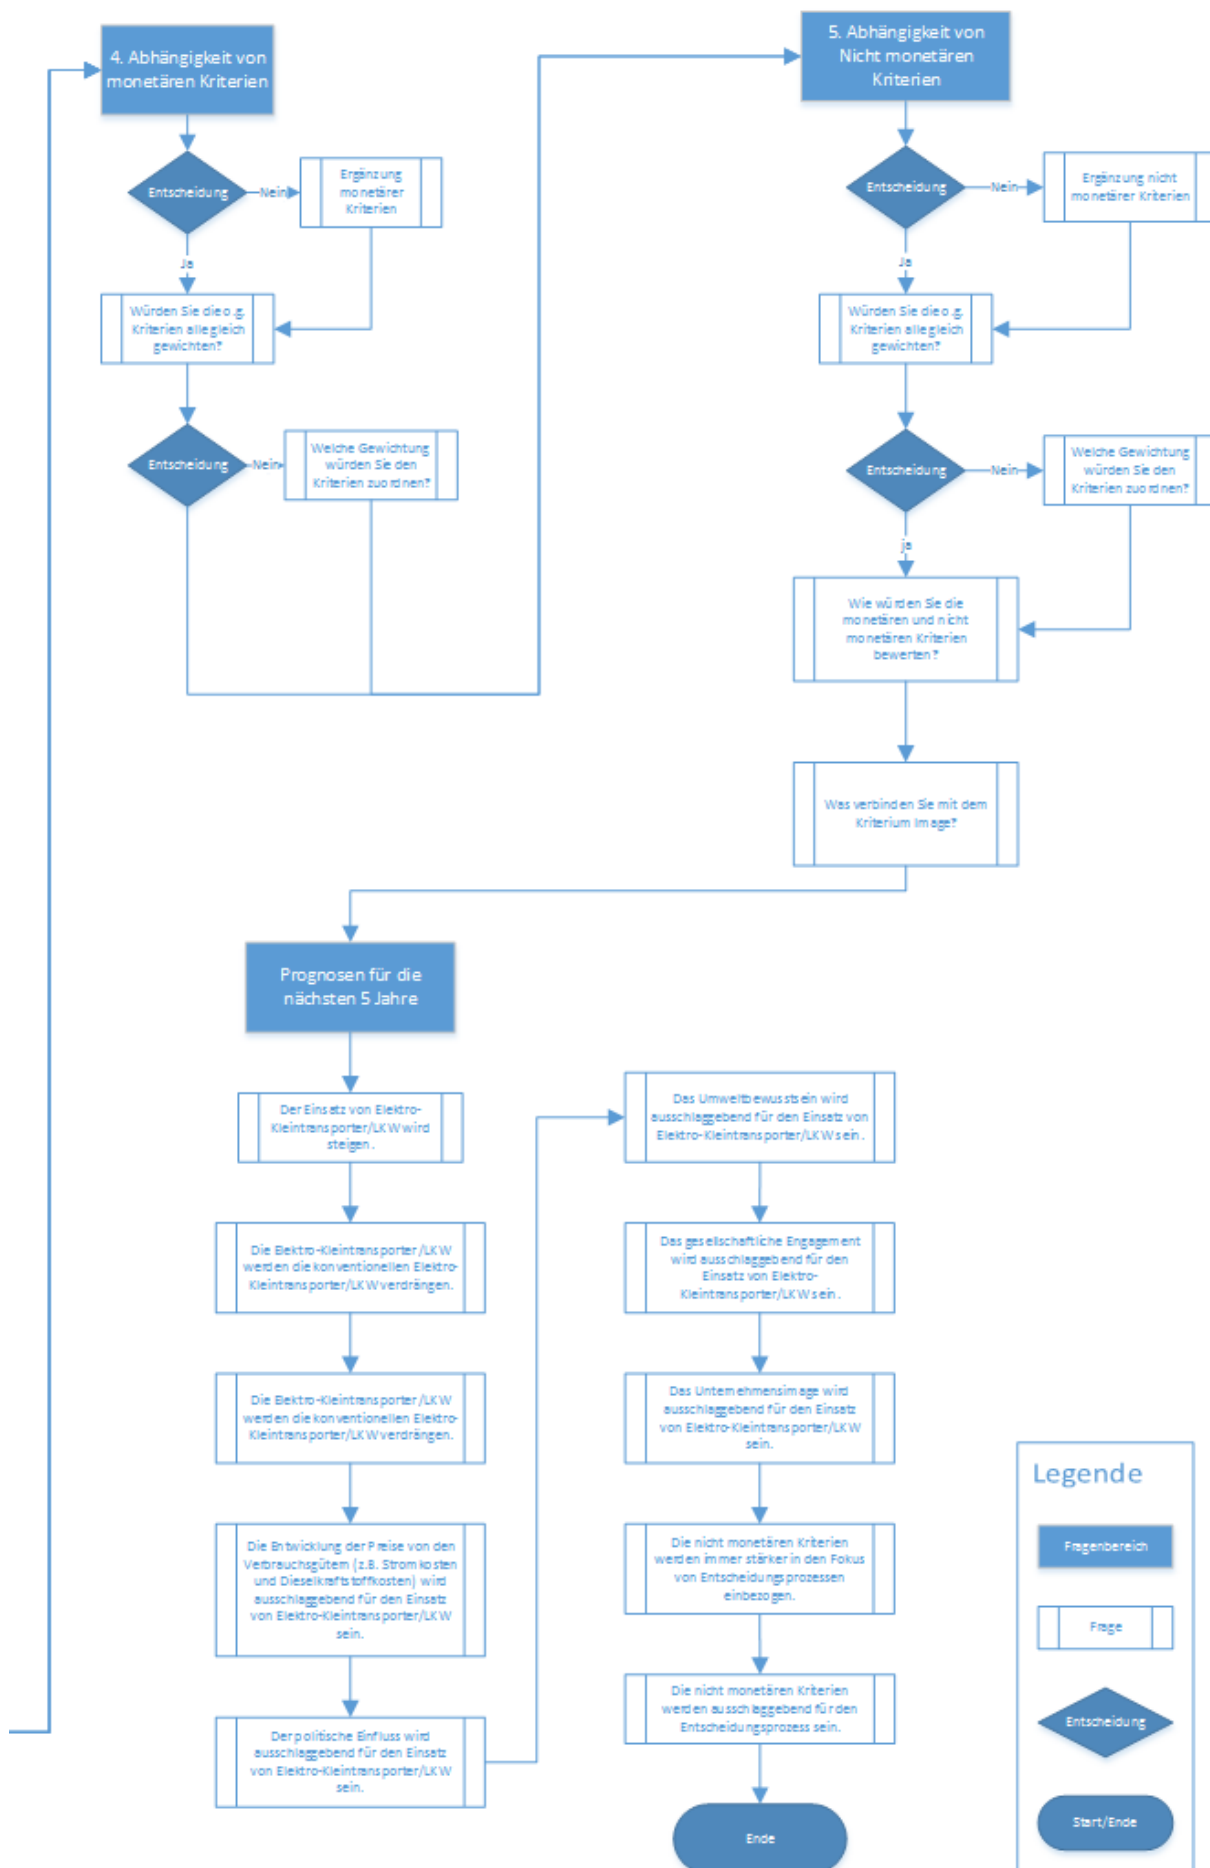 4. Abhängigkeit von
monetären Kriterien
Entscheidung
Nein
Ergänzung
monetärer
Kriterien
Ja
Würden Sie die o.g.
Kriterien alle gleich
gewichten?
Entscheidung
Nein
Welche Gewichtung
würden Sie den
Kriterien zuordnen?
5. Abhängigkeit von
Nicht monetären
Kriterien
Entscheidung
Nein
Ergänzung nicht
monetärer Kriterien
Ja
Würden Sie die o.g.
Kriterien alle gleich
gewichten?
Entscheidung
Nein
Welche Gewichtung
würden Sie den
Kriterien zuordnen?
ja
Wie würden Sie die
monetären und nicht
monetären Kriterien
bewerten?
Was verbinden Sie mit dem
Kriterium Image?
Prognosen für die
nächsten 5 Jahre
Der Einsatz von Elektro-
Kleintransporter/LKW wird
steigen.
Die Elektro-Kleintransporter/LKW
werden die konventionellen Elektro-
Kleintransporter/LKW verdrängen.
Die Elektro-Kleintransporter/LKW
werden die konventionellen Elektro-
Kleintransporter/LKW verdrängen.
Die Entwicklung der Preise von den
Verbrauchsgütern (z.B. Stromkosten
und Dieselkraftstoffkosten) wird
ausschlaggebend für den Einsatz
von Elektro-Kleintransporter/LKW
sein.
Der politische Einfluss wird
ausschlaggebend für den Einsatz
von Elektro-Kleintransporter/LKW
sein.
Das Umweltbewusstsein wird
ausschlaggebend für den Einsatz von
Elektro-Kleintransporter/LKW sein.
Das gesellschaftliche Engagement
wird ausschlaggebend für den
Einsatz von Elektro-
Kleintransporter/LKW sein.
Das Unternehmensimage wird
ausschlaggebend für den Einsatz
von Elektro-Kleintransporter/LKW
sein.
Die nicht monetären Kriterien
werden immer stärker in den Fokus
von Entscheidungsprozessen
einbezogen.
Die nicht monetären Kriterien
werden ausschlaggebend für den
Entscheidungsprozess sein.
Ende
Legende
Fragenbereich
Frage
Entscheidung
Start/Ende